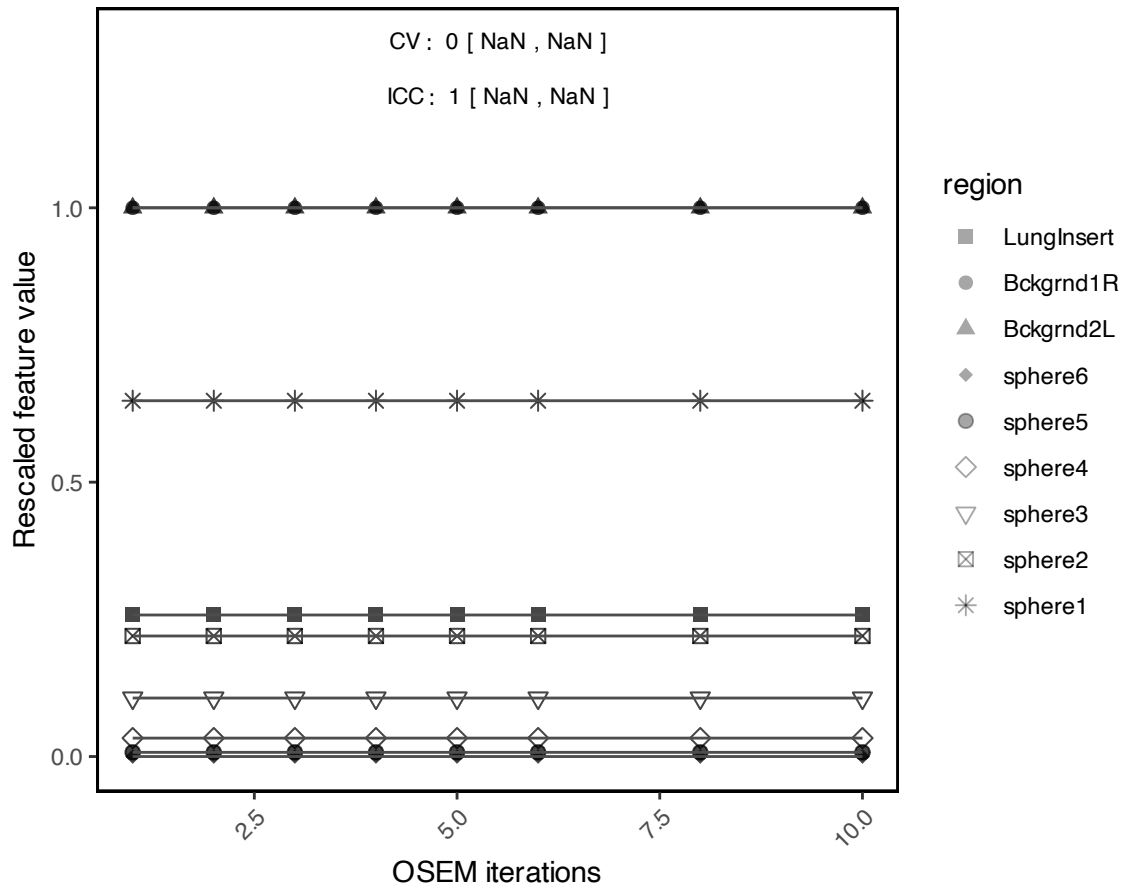 CV : 0 [ NaN , NaN ]
ICC : 1 [ NaN , NaN ]
Rescaled feature value
1.0
0.5
0.0
2.5
5.0
7.5
10.0
OSEM iterations
region
LungInsert
Bckgrnd1R
Bckgrnd2L
sphere6
sphere5
sphere4
sphere3
sphere2
sphere1